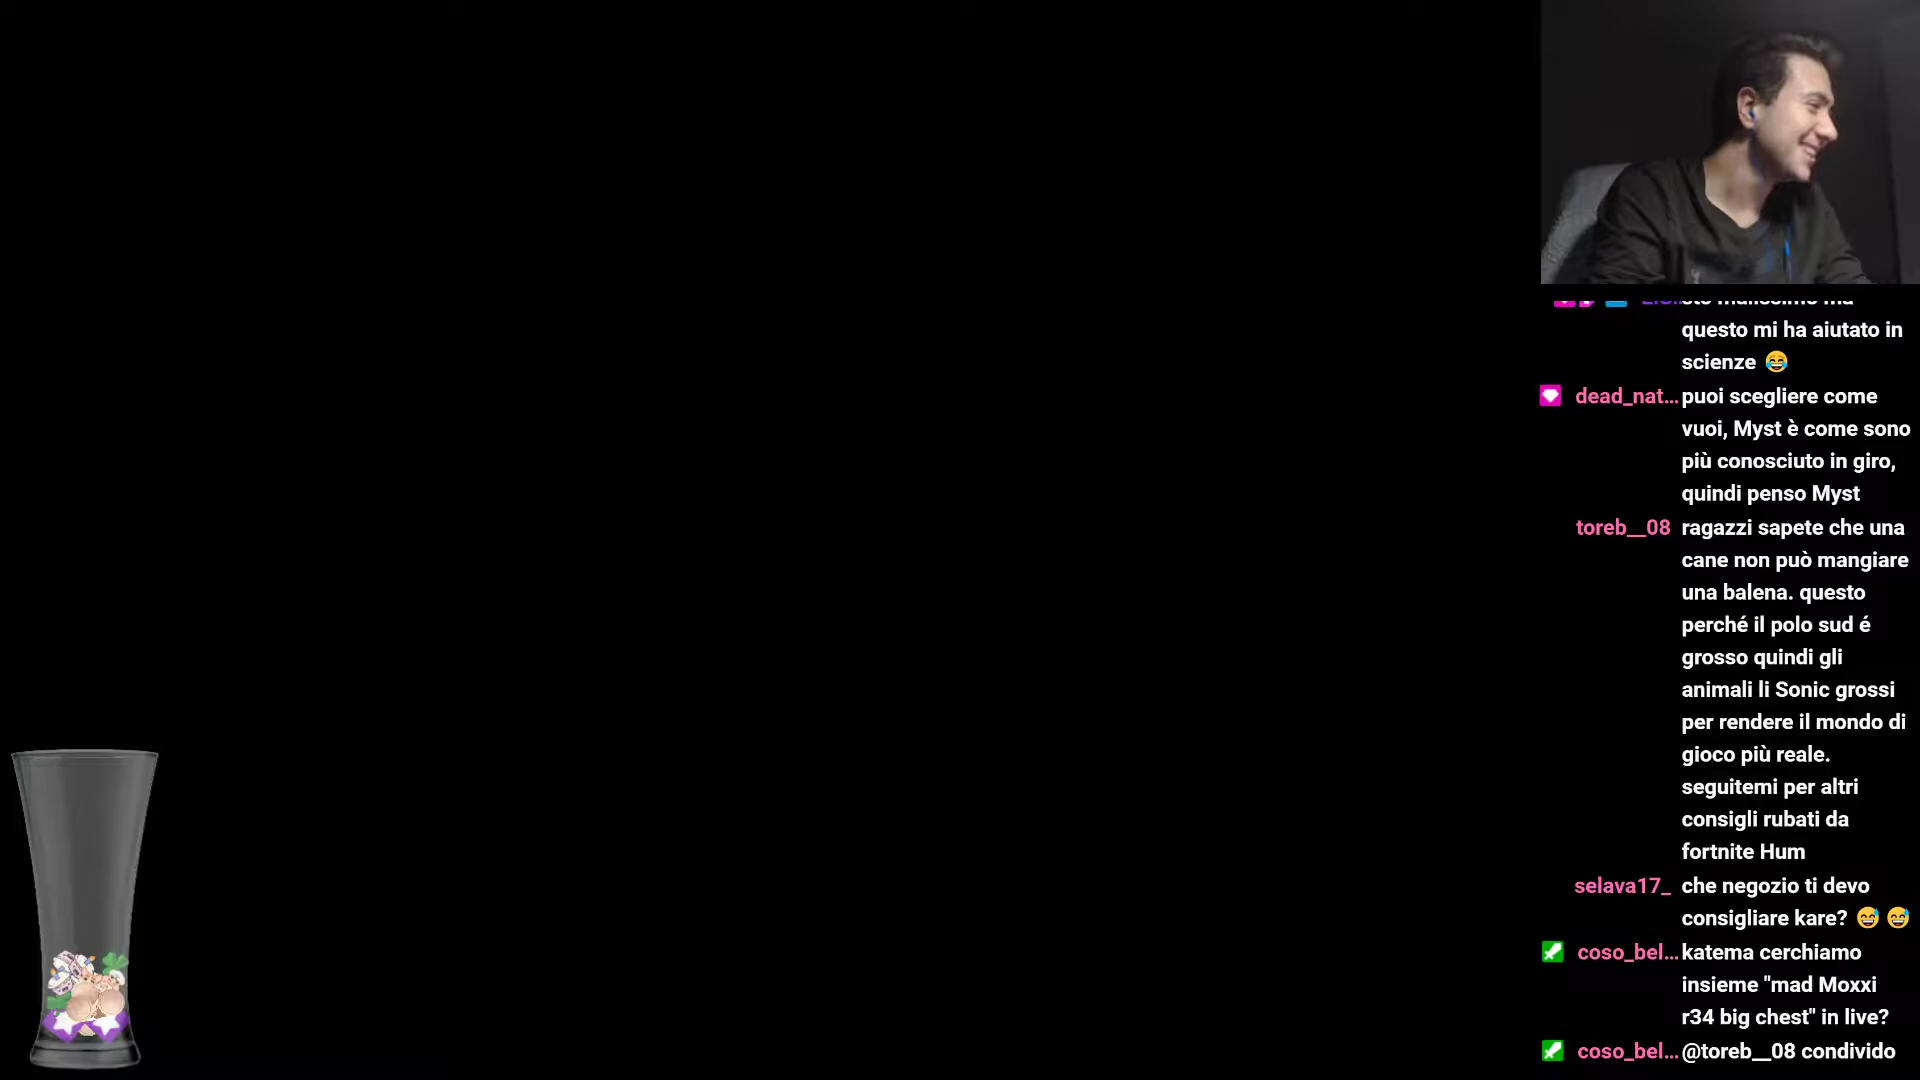 questo mi ha aiutato in
scienze 😂
dead_nat... puoi scegliere come
vuoi, Myst è come sono
più conosciuto in giro,
quindi penso Myst
toreb__08 ragazzi sapete che una
cane non può mangiare
una balena. questo
perché il polo sud é
grosso quindi gli
animali li Sonic grossi
per rendere il mondo di
gioco più reale.
seguitemi per altri
consigli rubati da
fortnite Hum
selava17_ che negozio ti devo
consigliare kare? 😅 😅
coso_bel... katema cerchiamo
insieme "mad Moxxi
r34 big chest" in live?
coso_bel... @toreb__08 condivido